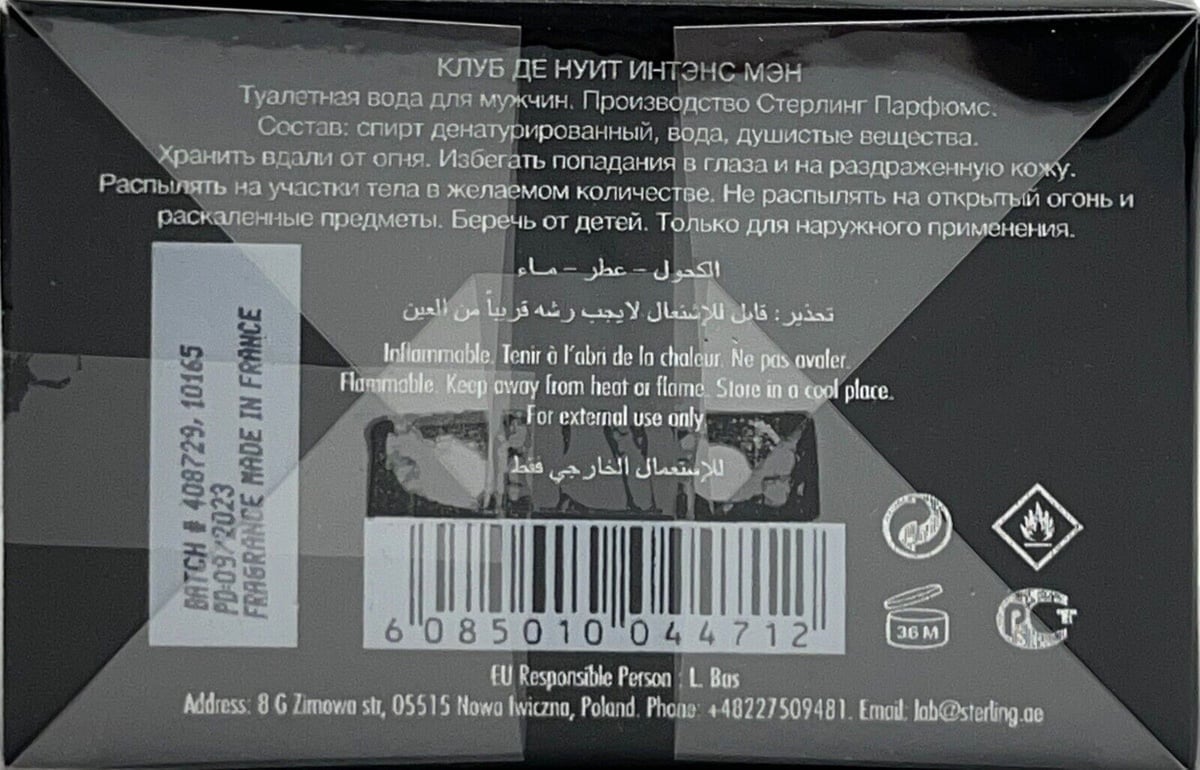 КЛУБ ДЕ НУИТ ИНТЭНС МЭН
Туалетная вода для мужчин. Производство Стерлинг Парфюмс.
Состав: спирт денатурированный, вода, душистые вещества.
Хранить вдали от огня. Избегать попадания в глаза и на раздраженную кожу.
Распылять на участки тела в желаемом количестве. Не распылять на открытый огонь и
раскаленные предметы. Беречь от детей. Только для наружного применения.
الكحول – عطر – ماء
تحذير : قابل للإشتعال لايجب رشه قريباً من العين
Inflammable. Tenir à l'abri de la chaleur. Ne pas avaler.
Flammable. Keep away from heat or flame. Store in a cool place.
For external use only
للإستعمال الخارجي فقط
BATCH # 408729, 10165
PD:09/2023
FRAGRANCE MADE IN FRANCE
6 085010 044712
36 M
EU Responsible Person : L. Bas
Address: 8 G Zimowa str, 05515 Nowa Iwiczna, Poland. Phone: +48227509481. Email: lab@sterling.ae